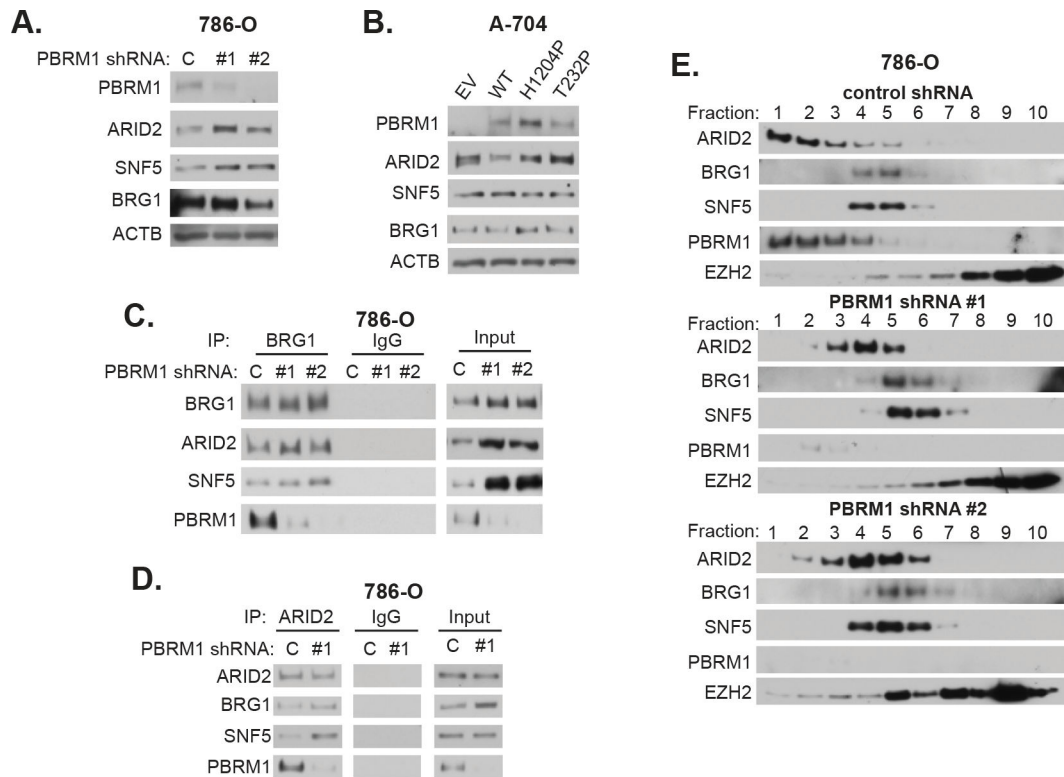 A.
786-O
PBRM1 shRNA: C #1 #2
PBRM1
ARID2
SNF5
BRG1
ACTB
B.
A-704
EV WT H1204P T232P
PBRM1
ARID2
SNF5
BRG1
ACTB
C.
786-O
IP: BRG1 IgG Input
PBRM1 shRNA: C #1 #2 C #1 #2 C #1 #2
BRG1
ARID2
SNF5
PBRM1
D.
786-O
IP: ARID2 IgG Input
PBRM1 shRNA: C #1 C #1 C #1
ARID2
BRG1
SNF5
PBRM1
E.
786-O
control shRNA
Fraction: 1 2 3 4 5 6 7 8 9 10
ARID2
BRG1
SNF5
PBRM1
EZH2
PBRM1 shRNA #1
Fraction: 1 2 3 4 5 6 7 8 9 10
ARID2
BRG1
SNF5
PBRM1
EZH2
PBRM1 shRNA #2
Fraction: 1 2 3 4 5 6 7 8 9 10
ARID2
BRG1
SNF5
PBRM1
EZH2